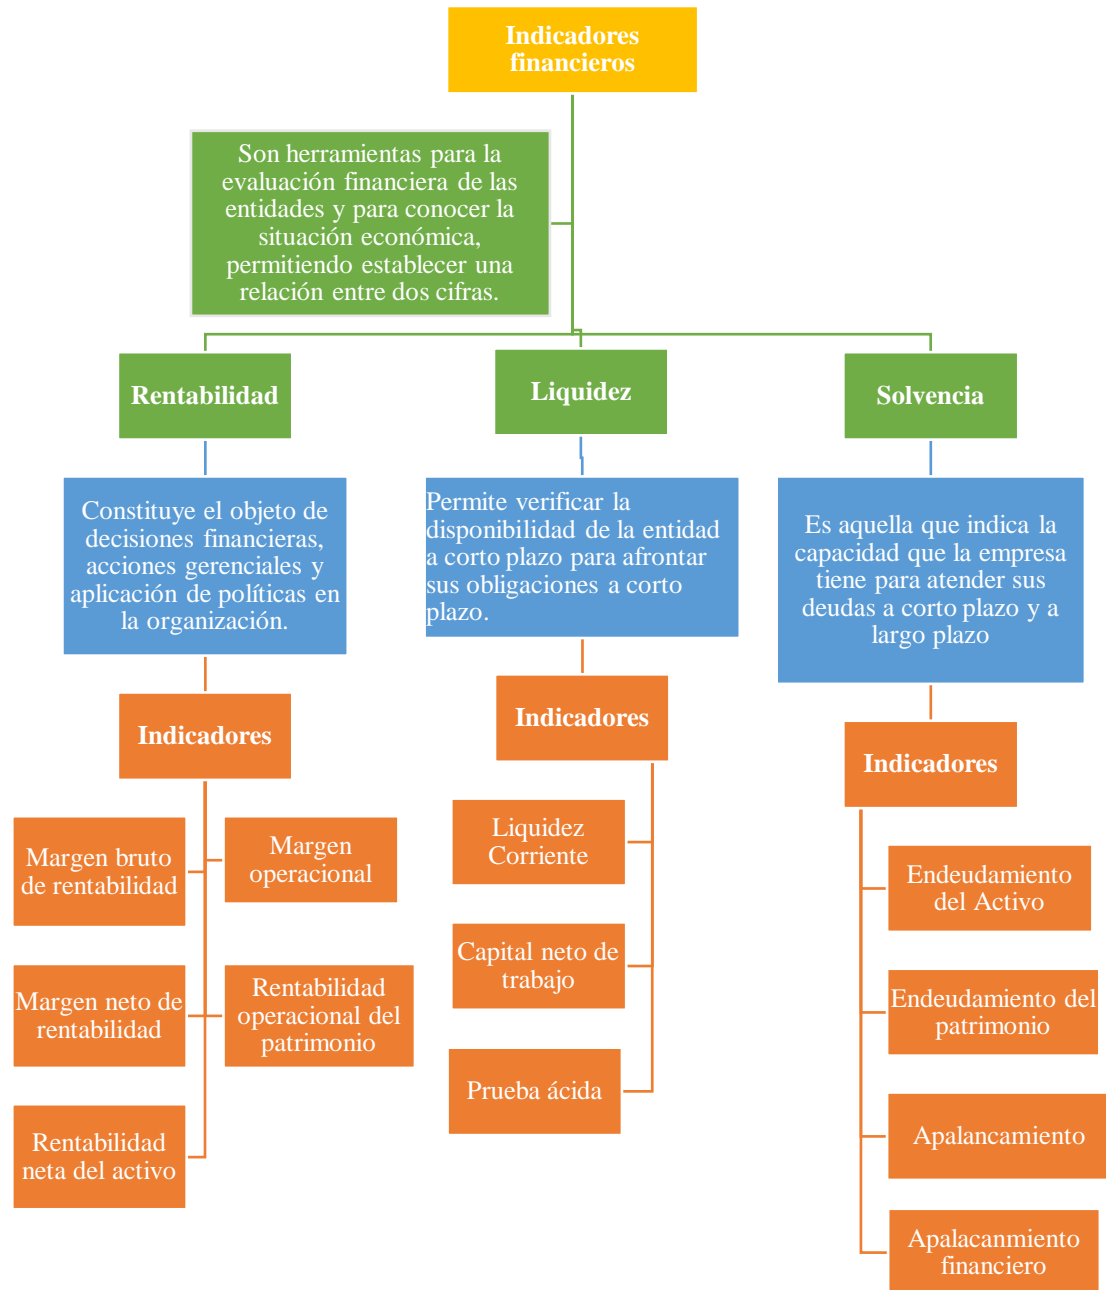 Indicadores
financieros
Son herramientas para la
evaluación financiera de las
entidades y para conocer la
situación económica,
permitiendo establecer una
relación entre dos cifras.
Rentabilidad
Liquidez
Solvencia
Constituye el objeto de
decisiones financieras,
acciones gerenciales y
aplicación de políticas en
la organización.
Permite verificar la
disponibilidad de la entidad
a corto plazo para afrontar
sus obligaciones a corto
plazo.
Es aquella que indica la
capacidad que la empresa
tiene para atender sus
deudas a corto plazo y a
largo plazo
Indicadores
Indicadores
Indicadores
Margen bruto
de rentabilidad
Margen
operacional
Margen neto de
rentabilidad
Rentabilidad
operacional del
patrimonio
Rentabilidad
neta del activo
Liquidez
Corriente
Capital neto de
trabajo
Prueba ácida
Endeudamiento
del Activo
Endeudamiento del
patrimonio
Apalancamiento
Apalacanmiento
financiero